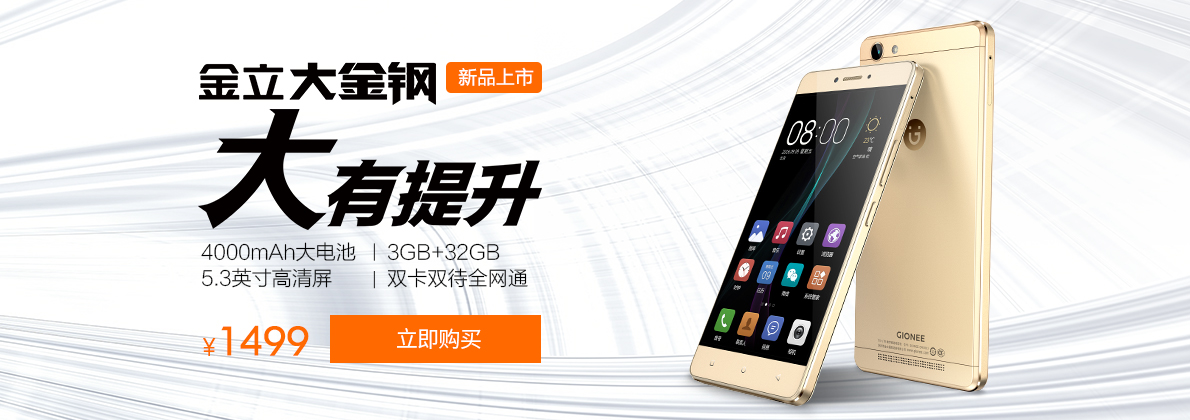 金立大金钢 新品上市
大有提升
4000mAh大电池 | 3GB+32GB
5.3英寸高清屏 | 双卡双待全网通
¥1499 立即购买
08:00
23℃
GIONEE